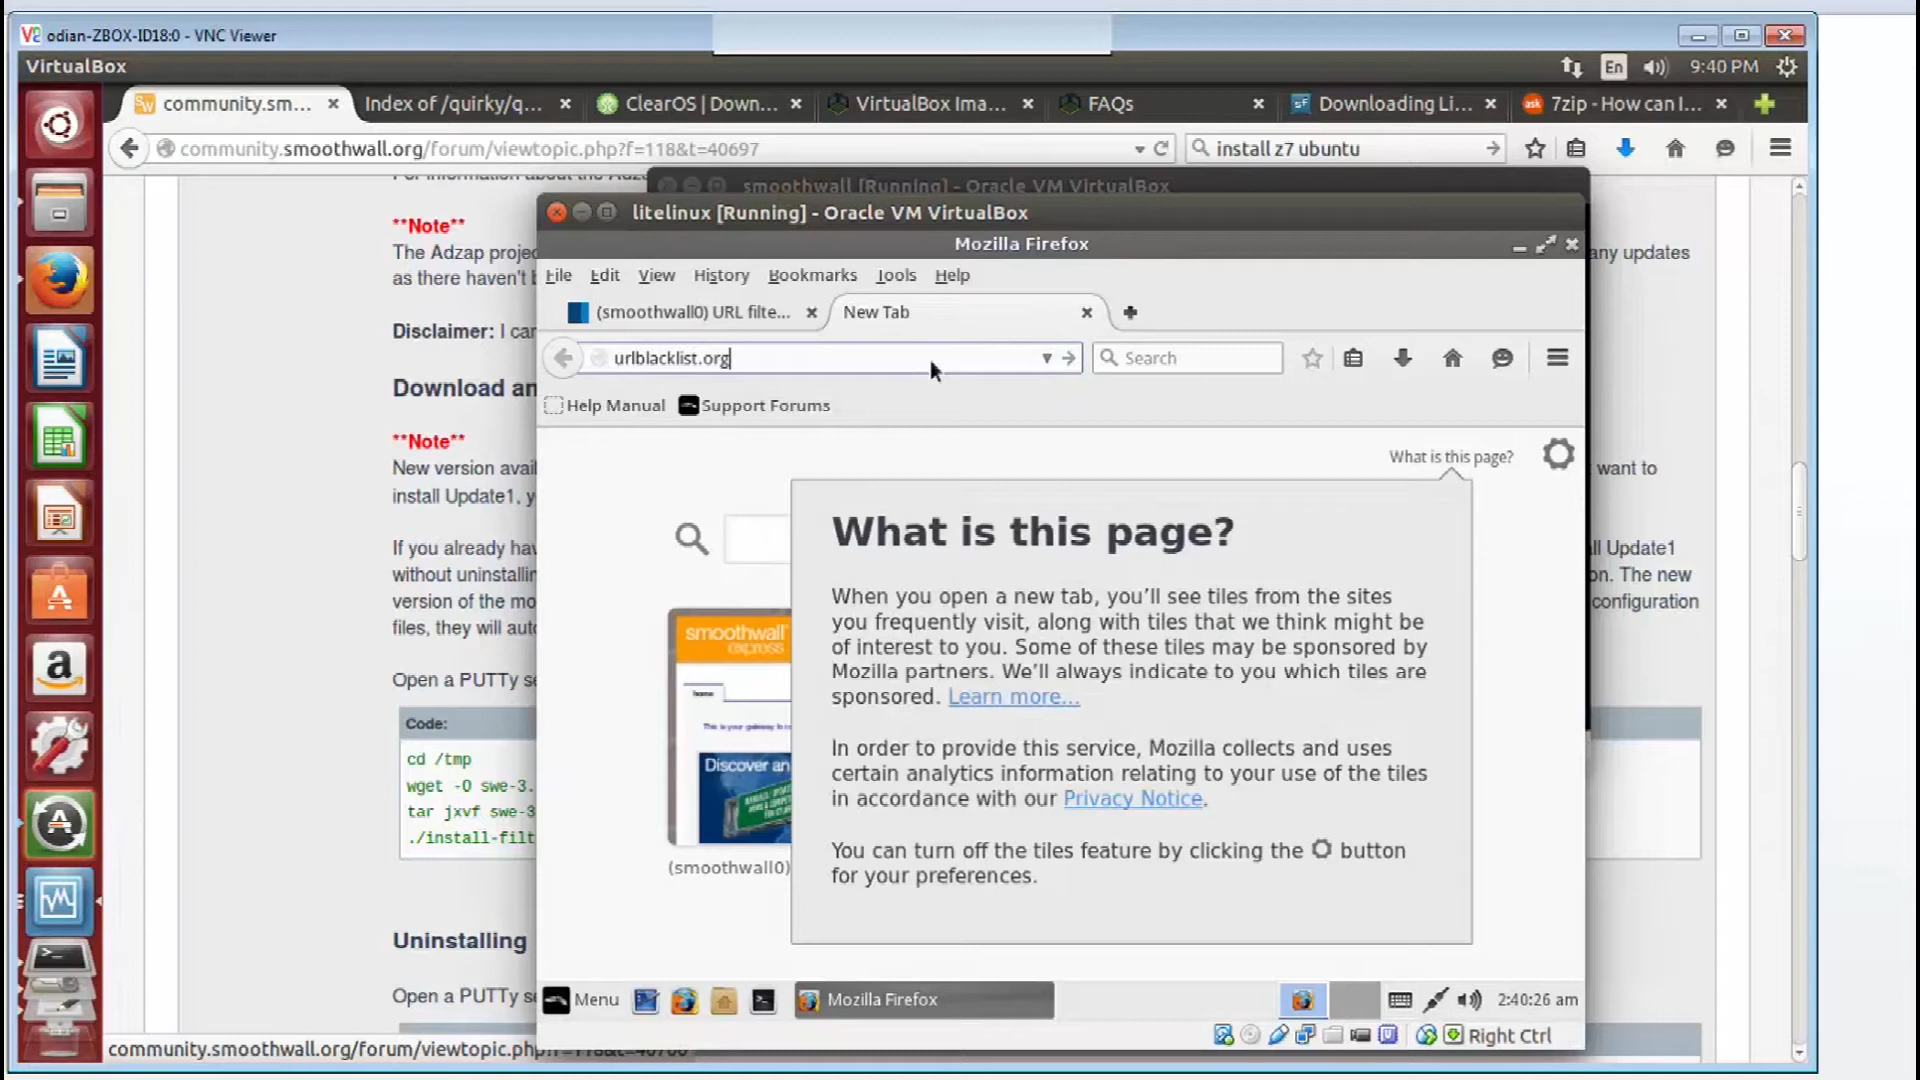 odian-ZBOX-ID18:0 - VNC Viewer
VirtualBox
En
9:40 PM
community.sm...
Index of /quirky/q...
ClearOS | Down...
VirtualBox Ima...
FAQs
Downloading Li...
7zip - How can I...
community.smoothwall.org/forum/viewtopic.php?f=118&t=40697
install z7 ubuntu
smoothwall [Running] - Oracle VM VirtualBox
litelinux [Running] - Oracle VM VirtualBox
Mozilla Firefox
File Edit View History Bookmarks Tools Help
(smoothwall0) URL filte...
New Tab
urlblacklist.org
Search
Help Manual
Support Forums
What is this page?
What is this page?
When you open a new tab, you'll see tiles from the sites
you frequently visit, along with tiles that we think might be
of interest to you. Some of these tiles may be sponsored by
Mozilla partners. We'll always indicate to you which tiles are
sponsored. Learn more...
In order to provide this service, Mozilla collects and uses
certain analytics information relating to your use of the tiles
in accordance with our Privacy Notice.
You can turn off the tiles feature by clicking the button
for your preferences.
smoothwall
express
home
Discover an
(smoothwall0)
Menu
Mozilla Firefox
2:40:26 am
Right Ctrl
**Note**
The Adzap projec
any updates
as there haven't b
Disclaimer: I can
Download an
**Note**
New version avail
want to
install Update1, y
If you already hav
ll Update1
without uninstallin
on. The new
version of the mo
configuration
files, they will aut
Open a PUTTy se
Code:
cd /tmp
wget -O swe-3.
tar jxvf swe-3
./install-filt
Uninstalling
Open a PUTTy se